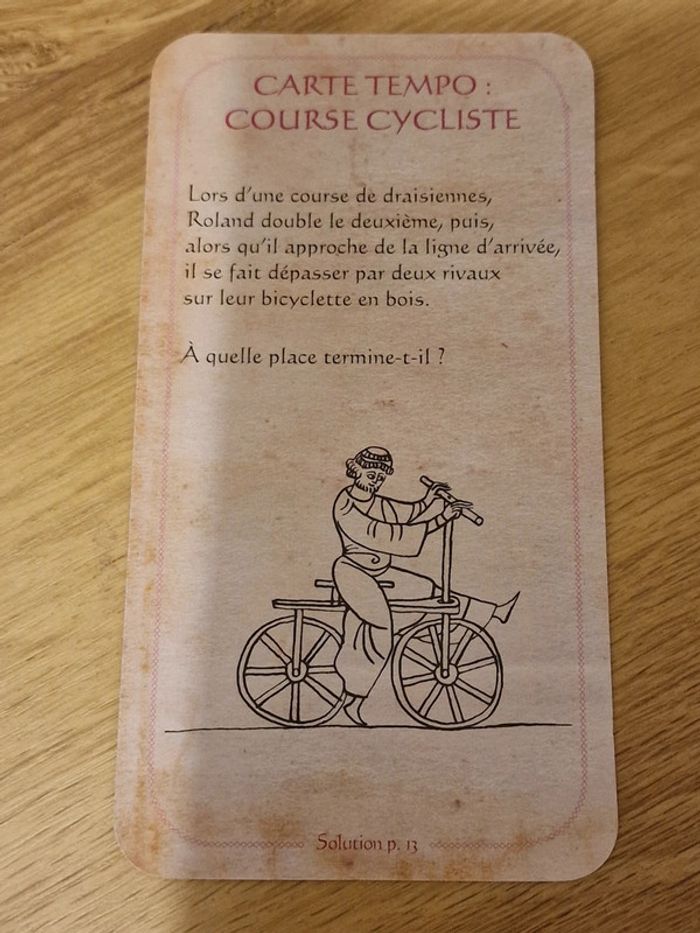 CARTE TEMPO :
COURSE CYCLISTE
Lors d'une course de draisiennes,
Roland double le deuxième, puis,
alors qu'il approche de la ligne d'arrivée,
il se fait dépasser par deux rivaux
sur leur bicyclette en bois.
À quelle place termine-t-il ?
Solution p. 13